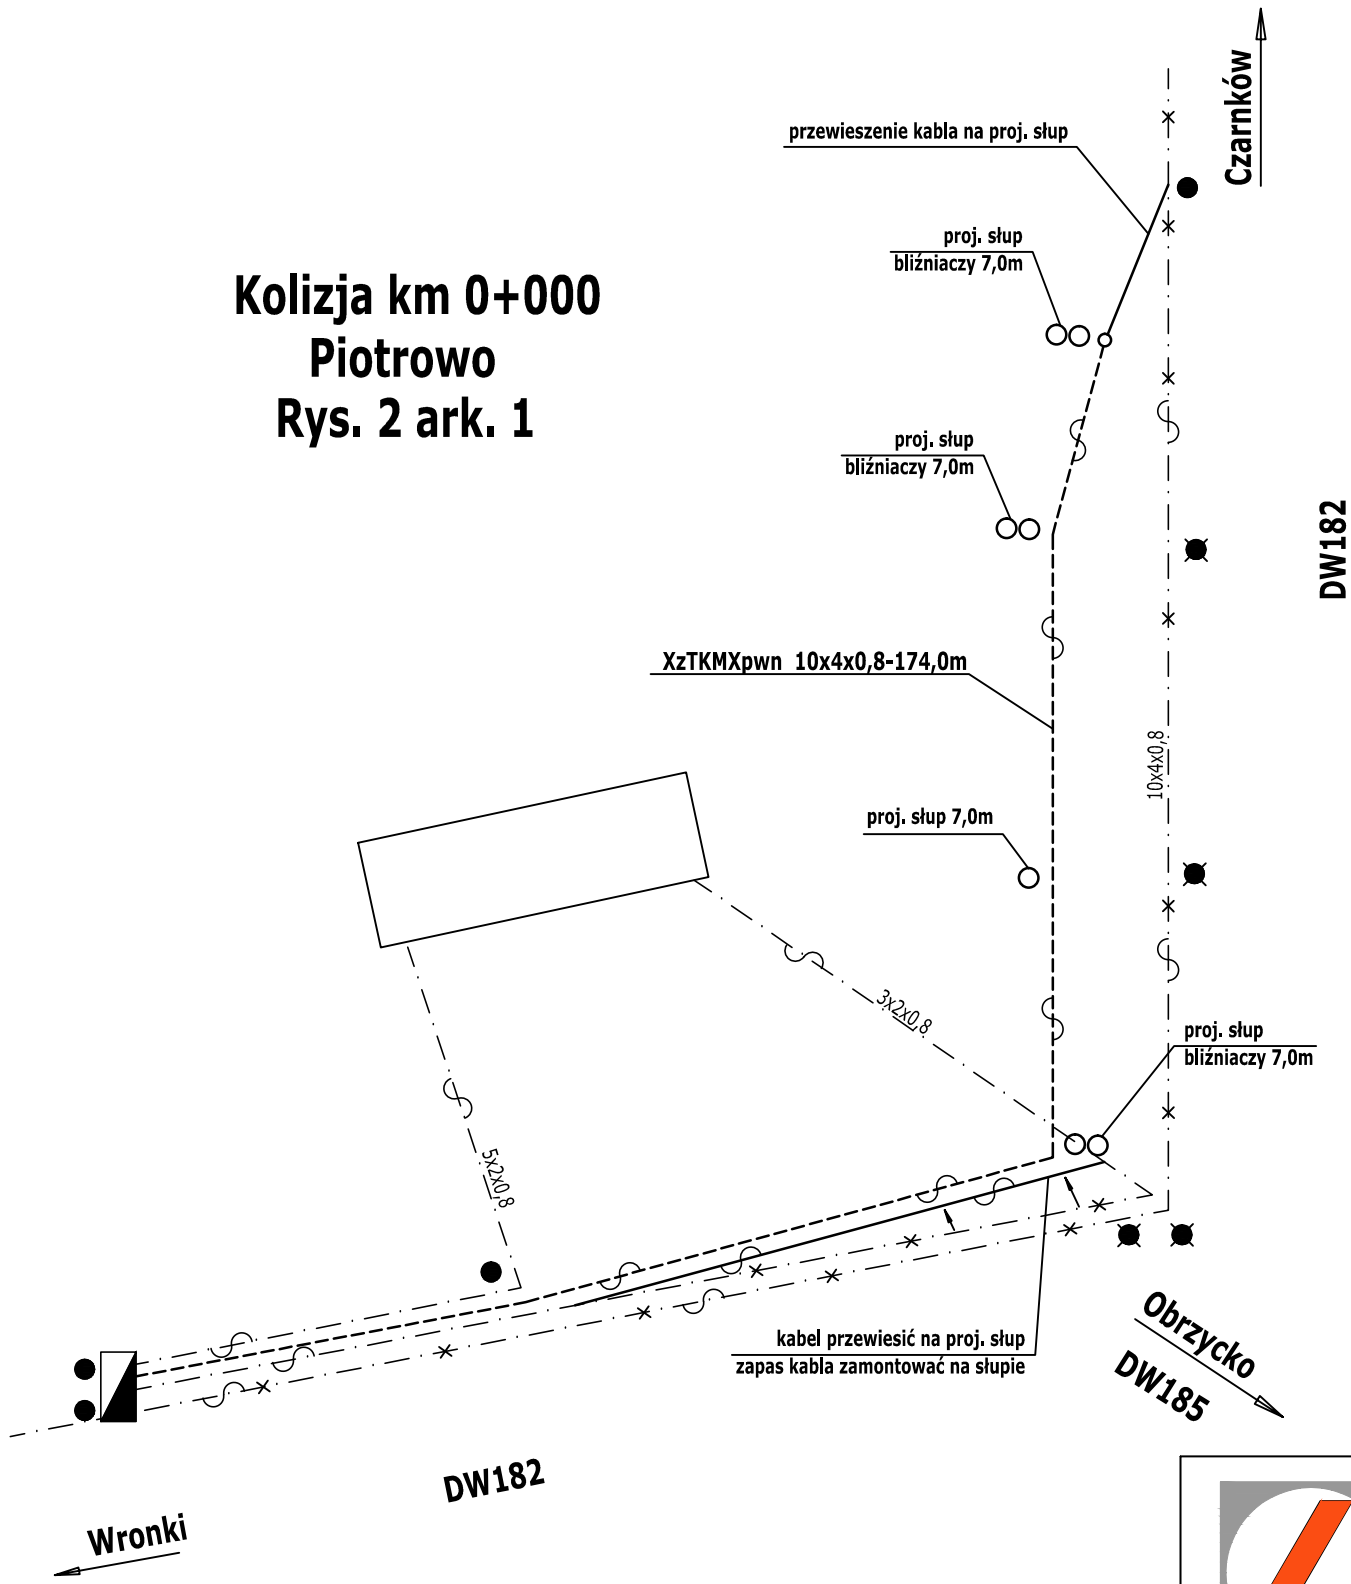 Czarnków
przewieszenie kabla na proj. słup
proj. słup
bliźniaczy 7,0m
Kolizja km 0+000
Piotrowo
Rys. 2 ark. 1
proj. słup
bliźniaczy 7,0m
DW182
XzTKMXpwn 10x4x0,8-174,0m
10x4x0,8
proj. słup 7,0m
3x2x0,8
proj. słup
bliźniaczy 7,0m
5x2x0,8
kabel przewiesić na proj. słup
zapas kabla zamontować na słupie
Obrzycko
DW185
DW182
Wronki